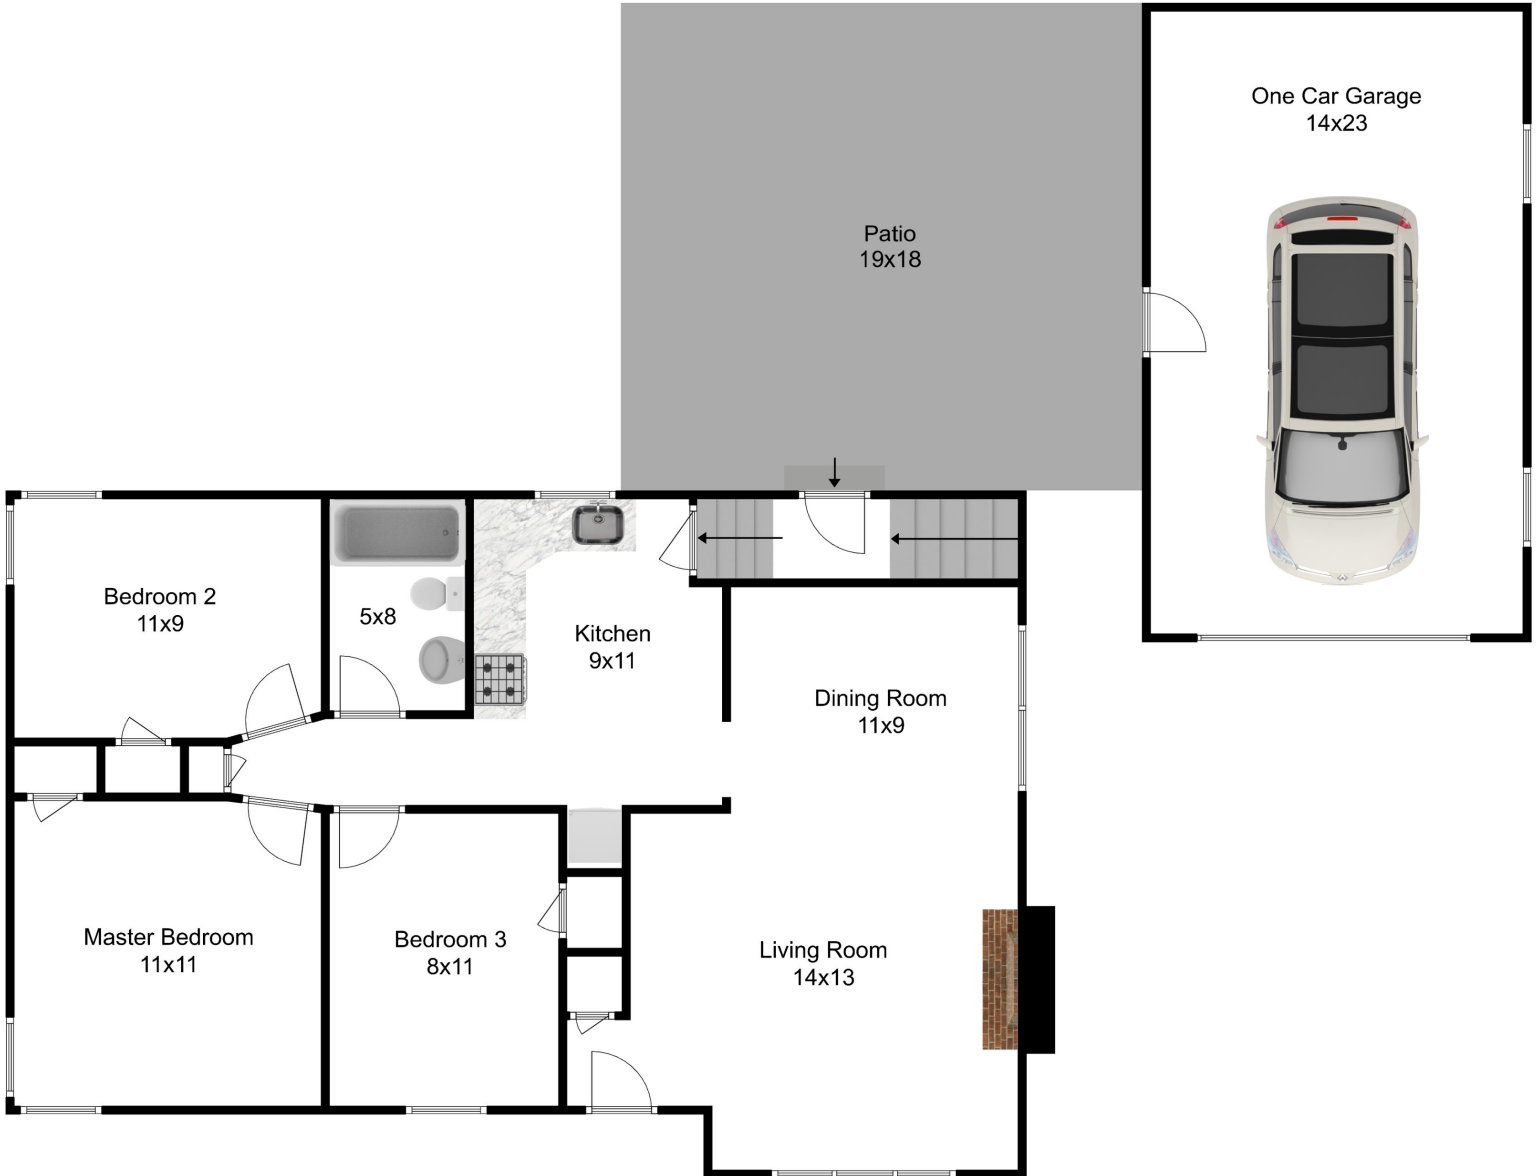 One Car Garage
14x23
Patio
19x18
Bedroom 2
11x9
5x8
Kitchen
9x11
Dining Room
11x9
Master Bedroom
11x11
Bedroom 3
8x11
Living Room
14x13